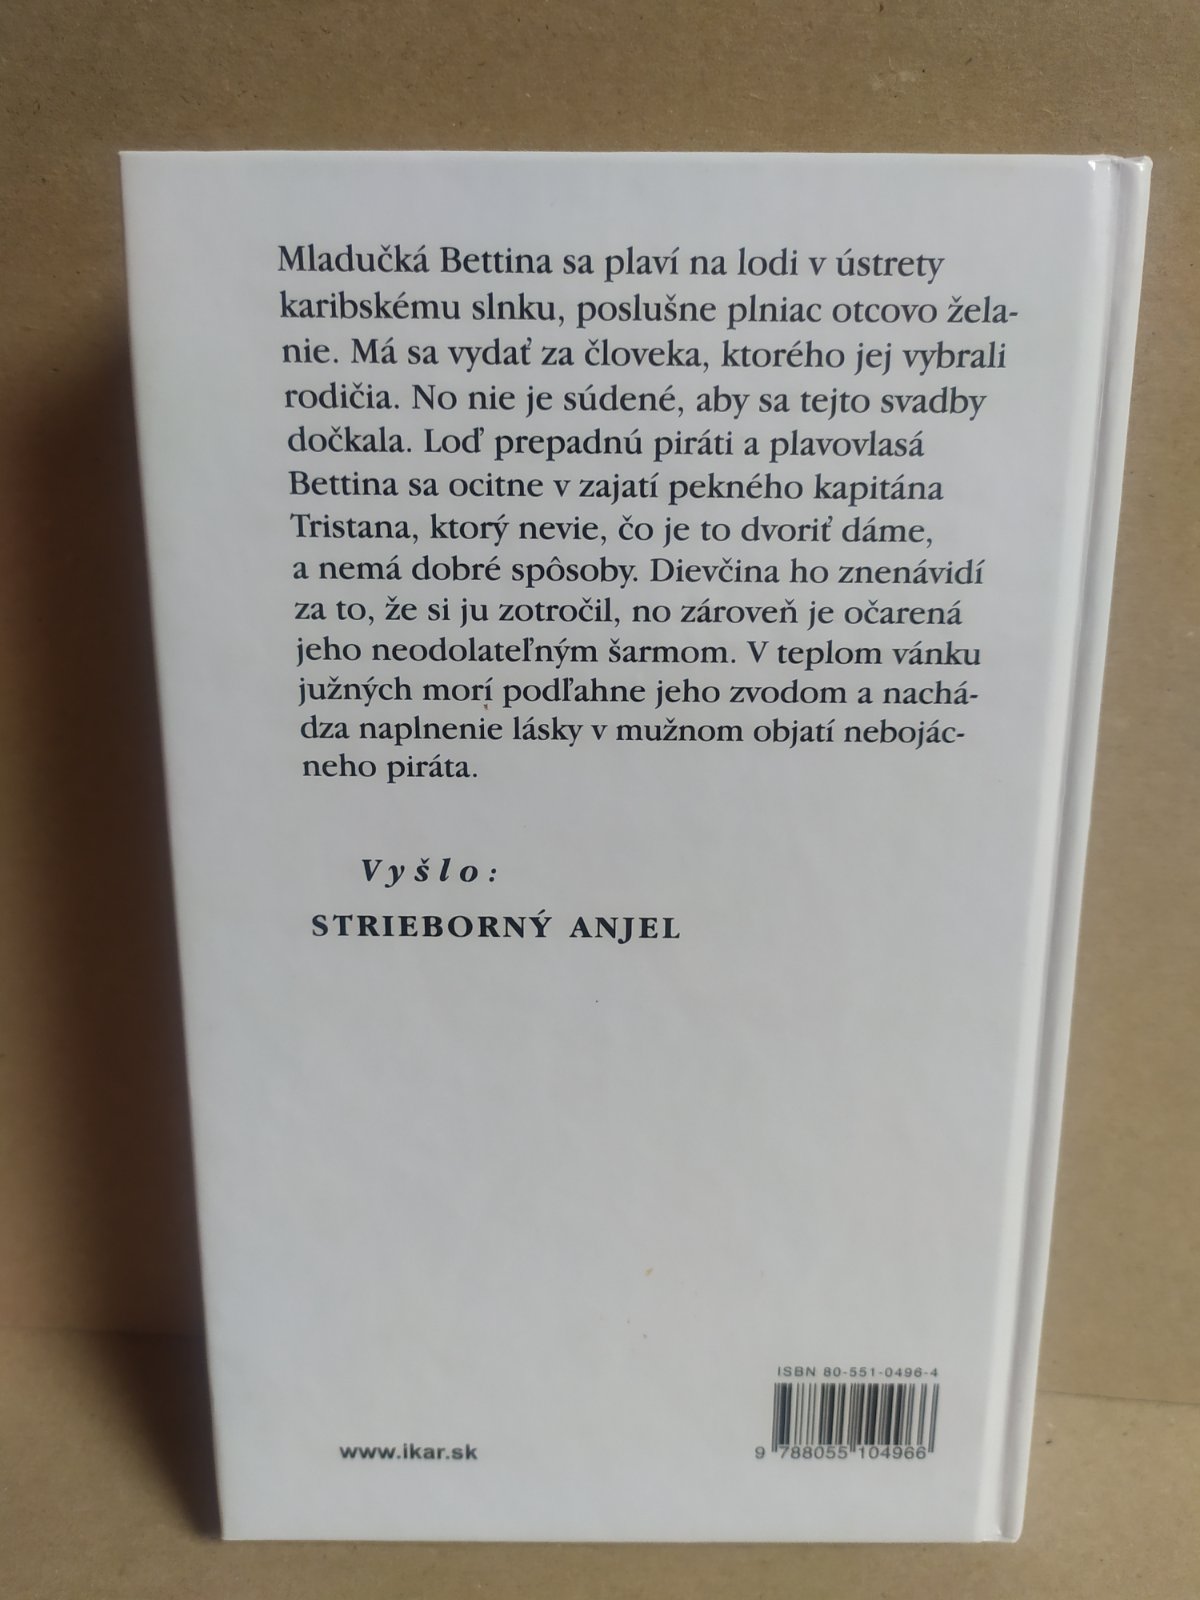 Mladučká Bettina sa plaví na lodi v ústrety
karibskému slnku, poslušne plniac otcovo žela-
nie. Má sa vydať za človeka, ktorého jej vybrali
rodičia. No nie je súdené, aby sa tejto svadby
dočkala. Loď prepadnú piráti a plavovlasá
Bettina sa ocitne v zajatí pekného kapitána
Tristana, ktorý nevie, čo je to dvoriť dáme,
a nemá dobré spôsoby. Dievčina ho znenávidí
za to, že si ju zotročil, no zároveň je očarená
jeho neodolateľným šarmom. V teplom vánku
južných morí podľahne jeho zvodom a nachá-
dza naplnenie lásky v mužnom objatí nebojác-
neho piráta.
Vyšlo:
STRIEBORNÝ ANJEL
ISBN 80-551-0496-4
9 788055 104966
www.ikar.sk